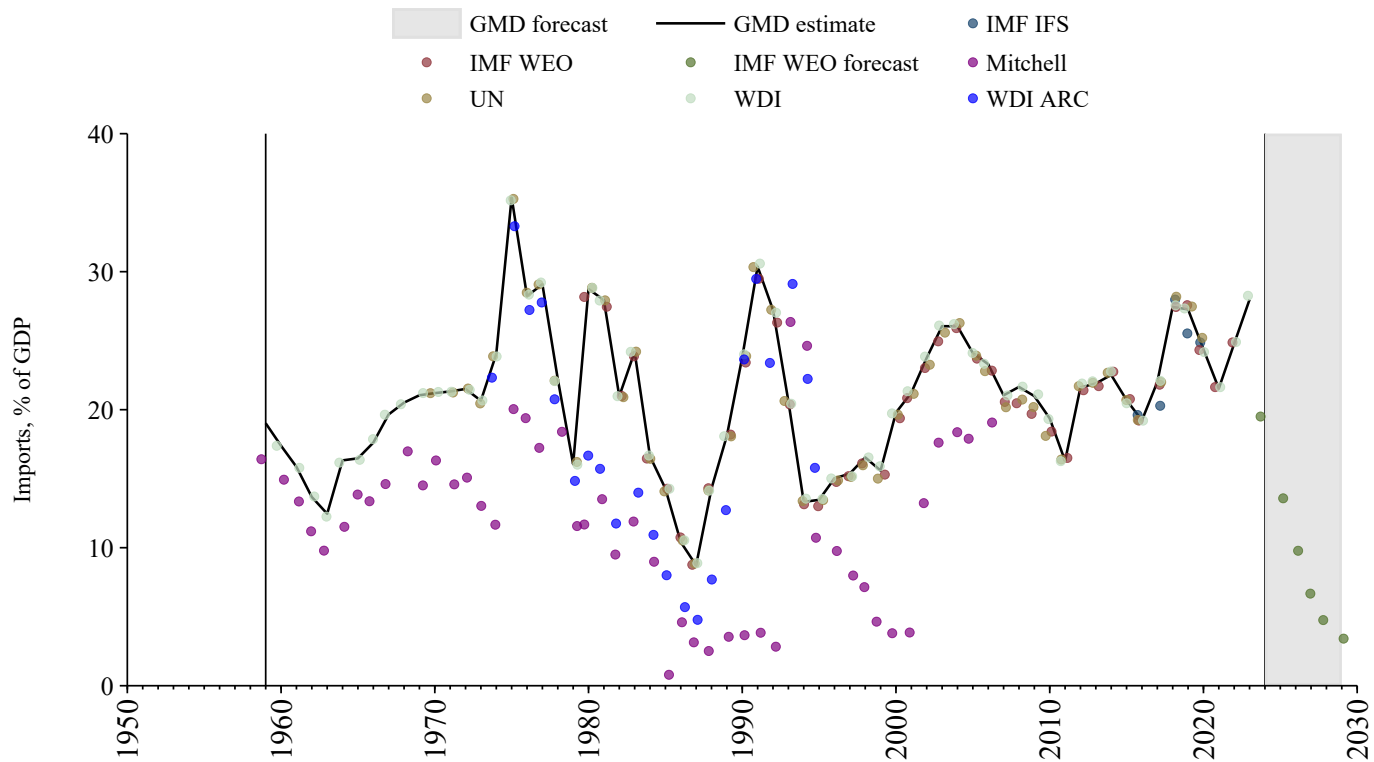 GMD forecast GMD estimate IMF IFS
IMF WEO IMF WEO forecast Mitchell
UN WDI WDI ARC
40
30
20
10
0
Imports, % of GDP
1950 1960 1970 1980 1990 2000 2010 2020 2030